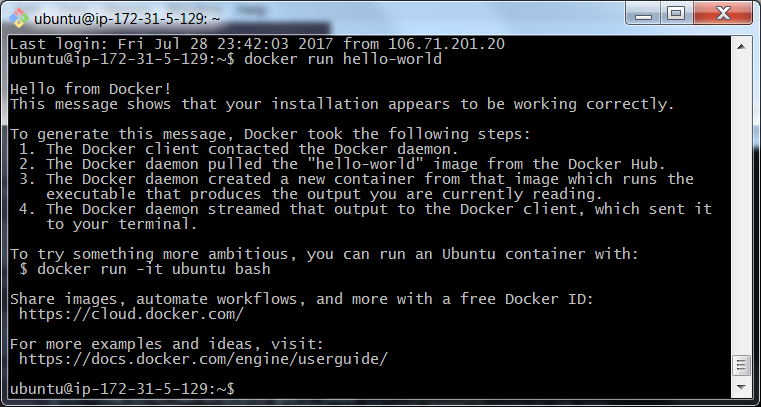 ubuntu@ip-172-31-5-129: ~
Last login: Fri Jul 28 23:42:03 2017 from 106.71.201.20
ubuntu@ip-172-31-5-129:~$ docker run hello-world
Hello from Docker!
This message shows that your installation appears to be working correctly.
To generate this message, Docker took the following steps:
1. The Docker client contacted the Docker daemon.
2. The Docker daemon pulled the "hello-world" image from the Docker Hub.
3. The Docker daemon created a new container from that image which runs the
executable that produces the output you are currently reading.
4. The Docker daemon streamed that output to the Docker client, which sent it
to your terminal.
To try something more ambitious, you can run an Ubuntu container with:
$ docker run -it ubuntu bash
Share images, automate workflows, and more with a free Docker ID:
https://cloud.docker.com/
For more examples and ideas, visit:
https://docs.docker.com/engine/userguide/
ubuntu@ip-172-31-5-129:~$